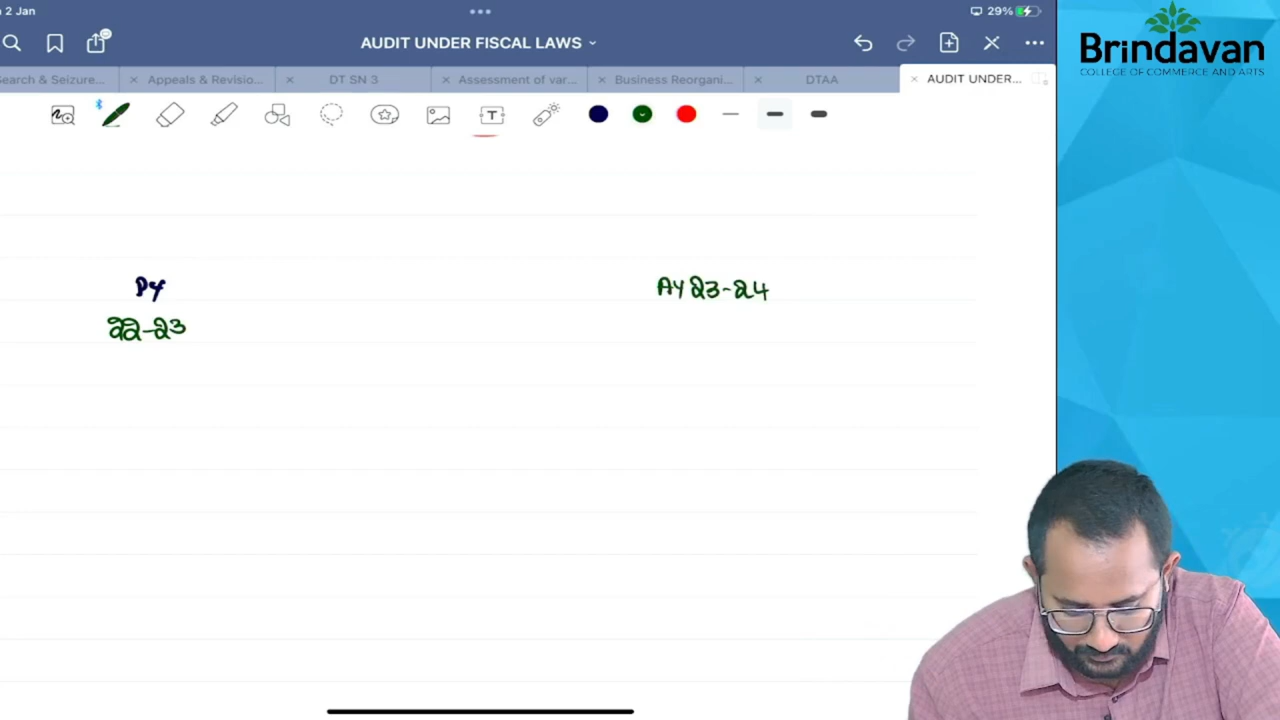 2 Jan
29%
AUDIT UNDER FISCAL LAWS
earch & Seizure...
Appeals & Revisio...
DT SN 3
Assessment of var...
Business Reorgani...
DTAA
AUDIT UNDER...
T
Brindavan
COLLEGE OF COMMERCE AND ARTS
PY
AY 23-24
22-23